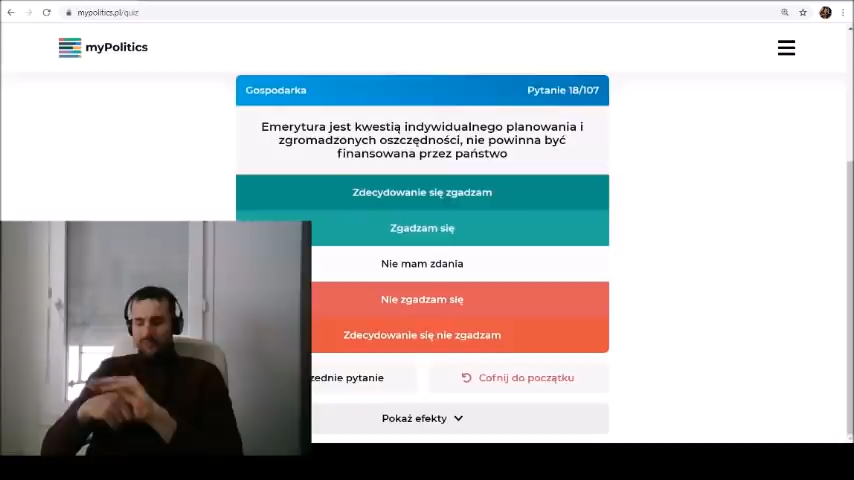 mypolitics.pl/quiz
myPolitics
Gospodarka
Pytanie 18/107
Emerytura jest kwestią indywidualnego planowania i
zgromadzonych oszczędności, nie powinna być
finansowana przez państwo
Zdecydowanie się zgadzam
Zgadzam się
Nie mam zdania
Nie zgadzam się
Zdecydowanie się nie zgadzam
zednie pytanie
Cofnij do początku
Pokaż efekty